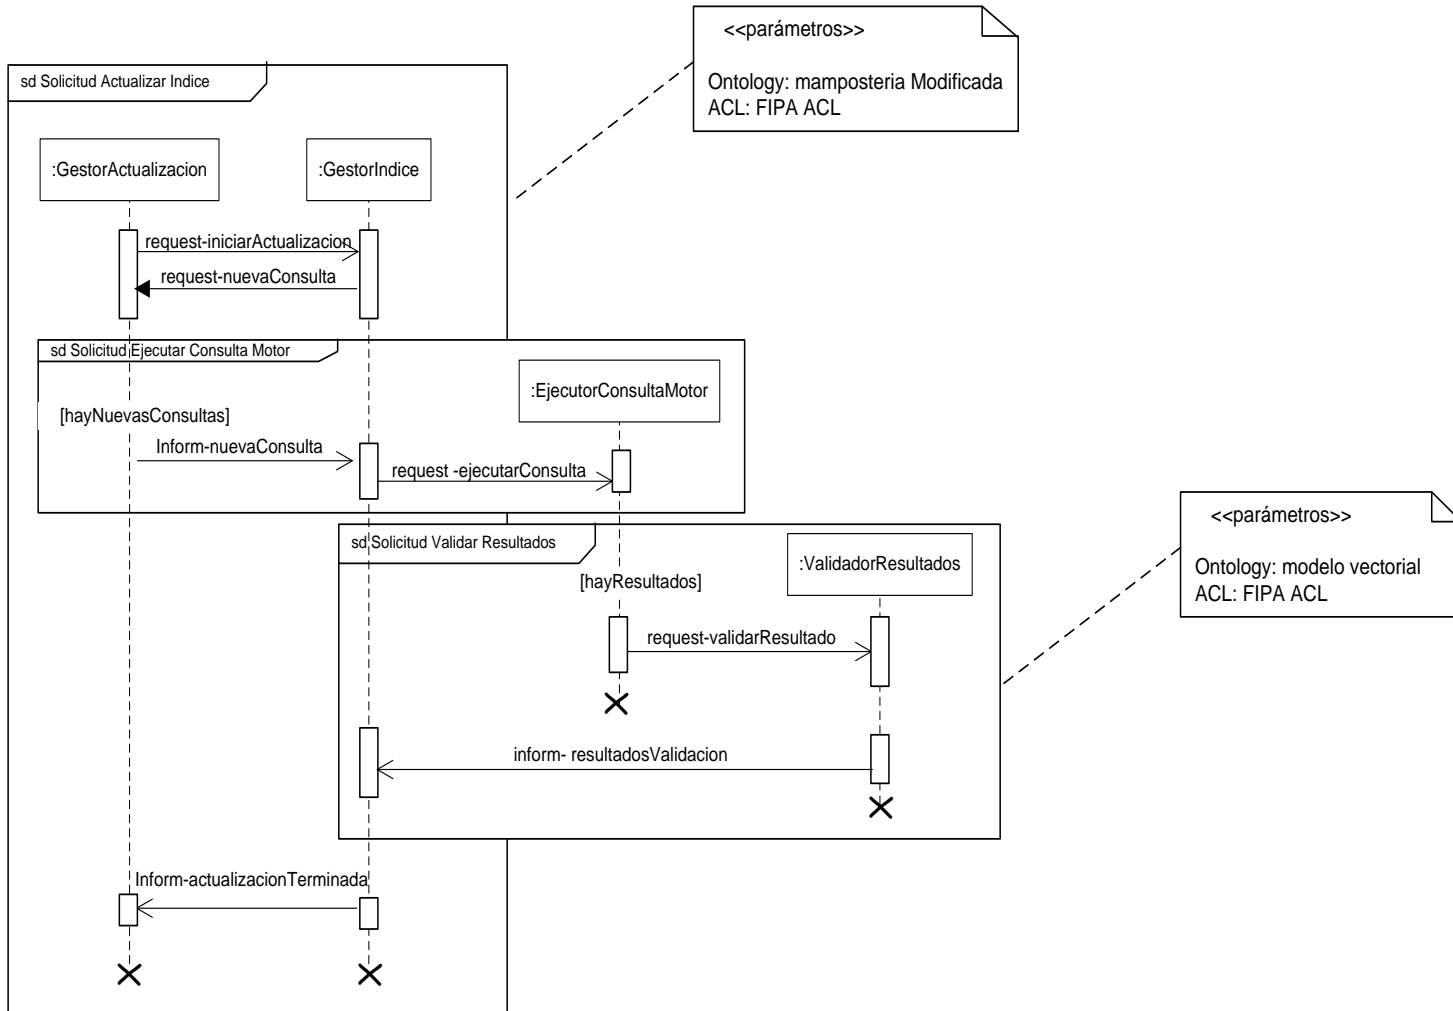 <<parámetros>>
Ontology: mamposteria Modificada
ACL: FIPA ACL
sd Solicitud Actualizar Indice
:GestorActualizacion
:GestorIndice
request-iniciarActualizacion
request-nuevaConsulta
sd Solicitud Ejecutar Consulta Motor
:EjecutorConsultaMotor
[hayNuevasConsultas]
Inform-nuevaConsulta
request -ejecutarConsulta
<<parámetros>>
Ontology: modelo vectorial
ACL: FIPA ACL
sd Solicitud Validar Resultados
:ValidadorResultados
[hayResultados]
request-validarResultado
inform- resultadosValidacion
Inform-actualizacionTerminada